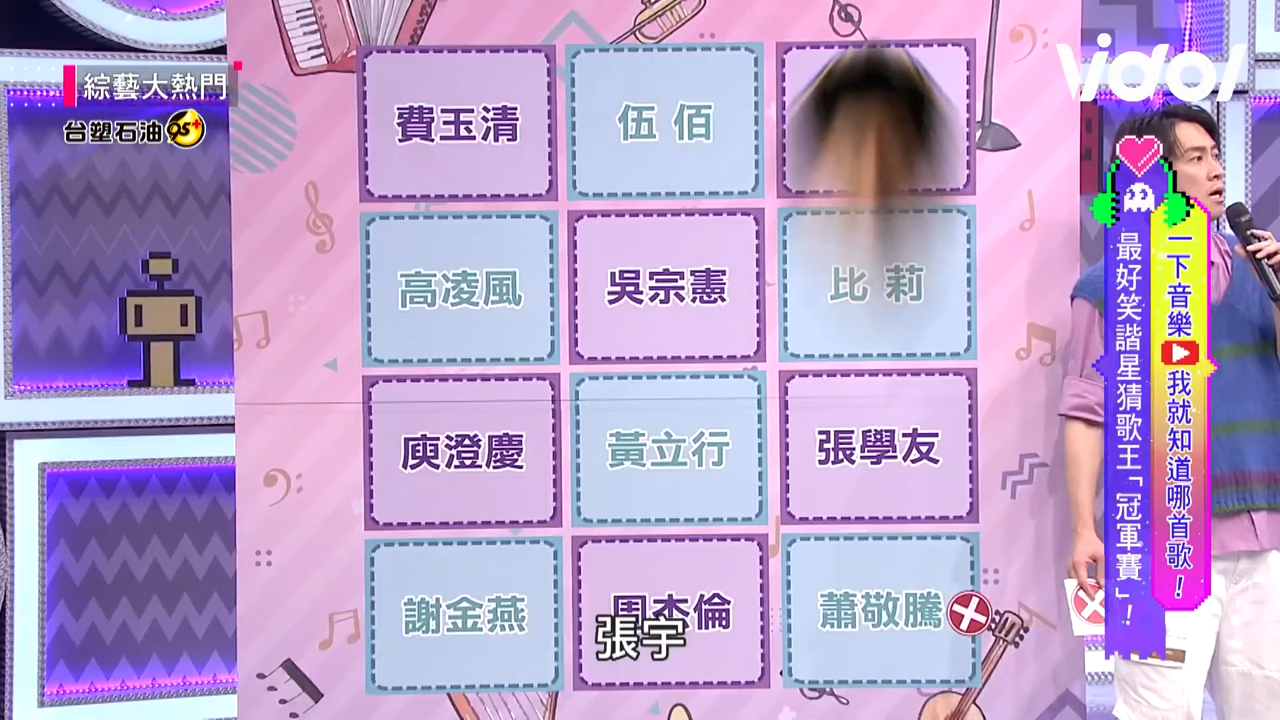 綜藝大熱門
台塑石油 95+
vidol
費玉清
伍佰
高凌風
吳宗憲
比莉
庾澄慶
黃立行
張學友
謝金燕
周杰倫
蕭敬騰
張宇
一下音樂我就知道哪首歌！
最好笑諧星猜歌王「冠軍賽」！